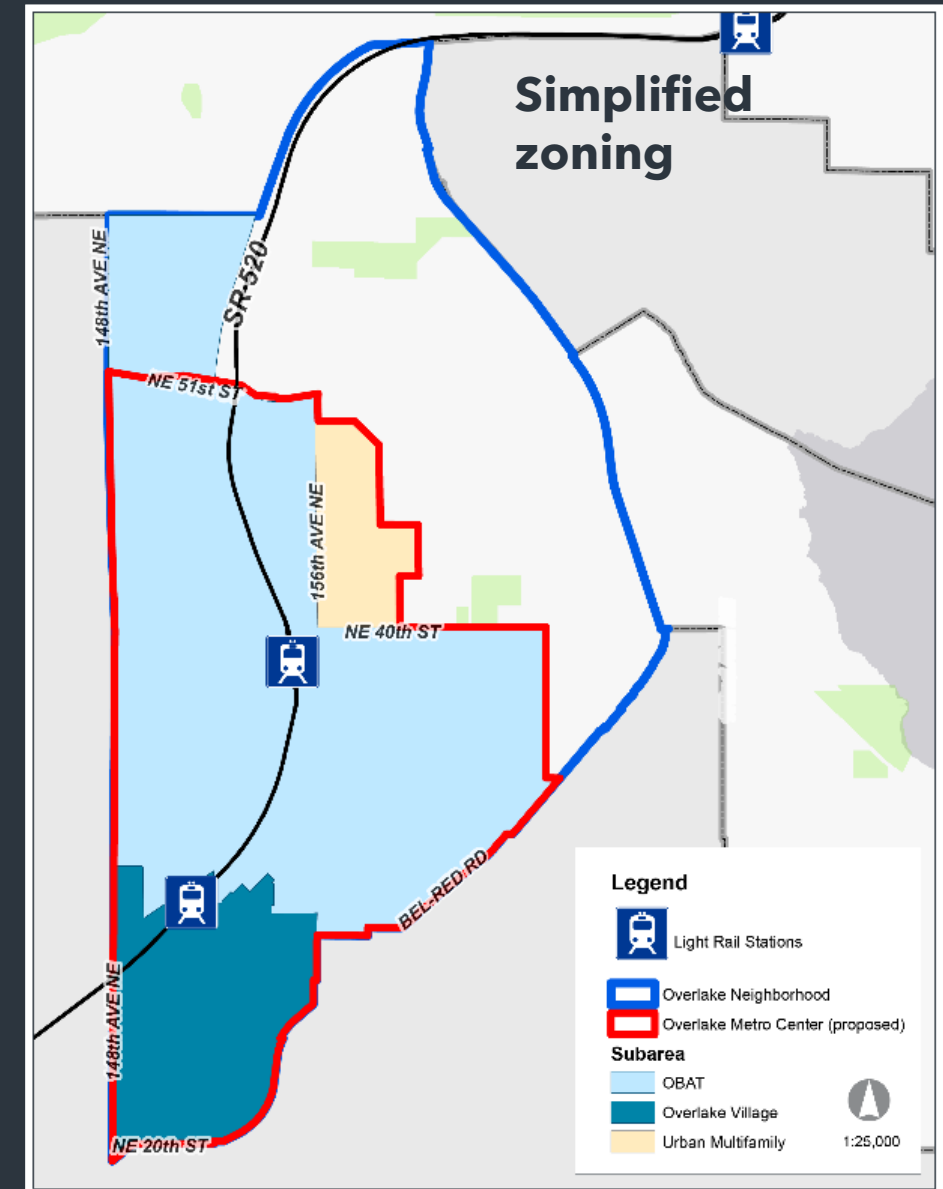 Simplified
zoning
148th AVE NE
SR-520
NE 51st ST
156th AVE NE
NE 40th ST
BEL-RED RD
148th AVE NE
NE 20th ST
Legend
Light Rail Stations
Overlake Neighborhood
Overlake Metro Center (proposed)
Subarea
OBAT
Overlake Village
Urban Multifamily
1:25,000